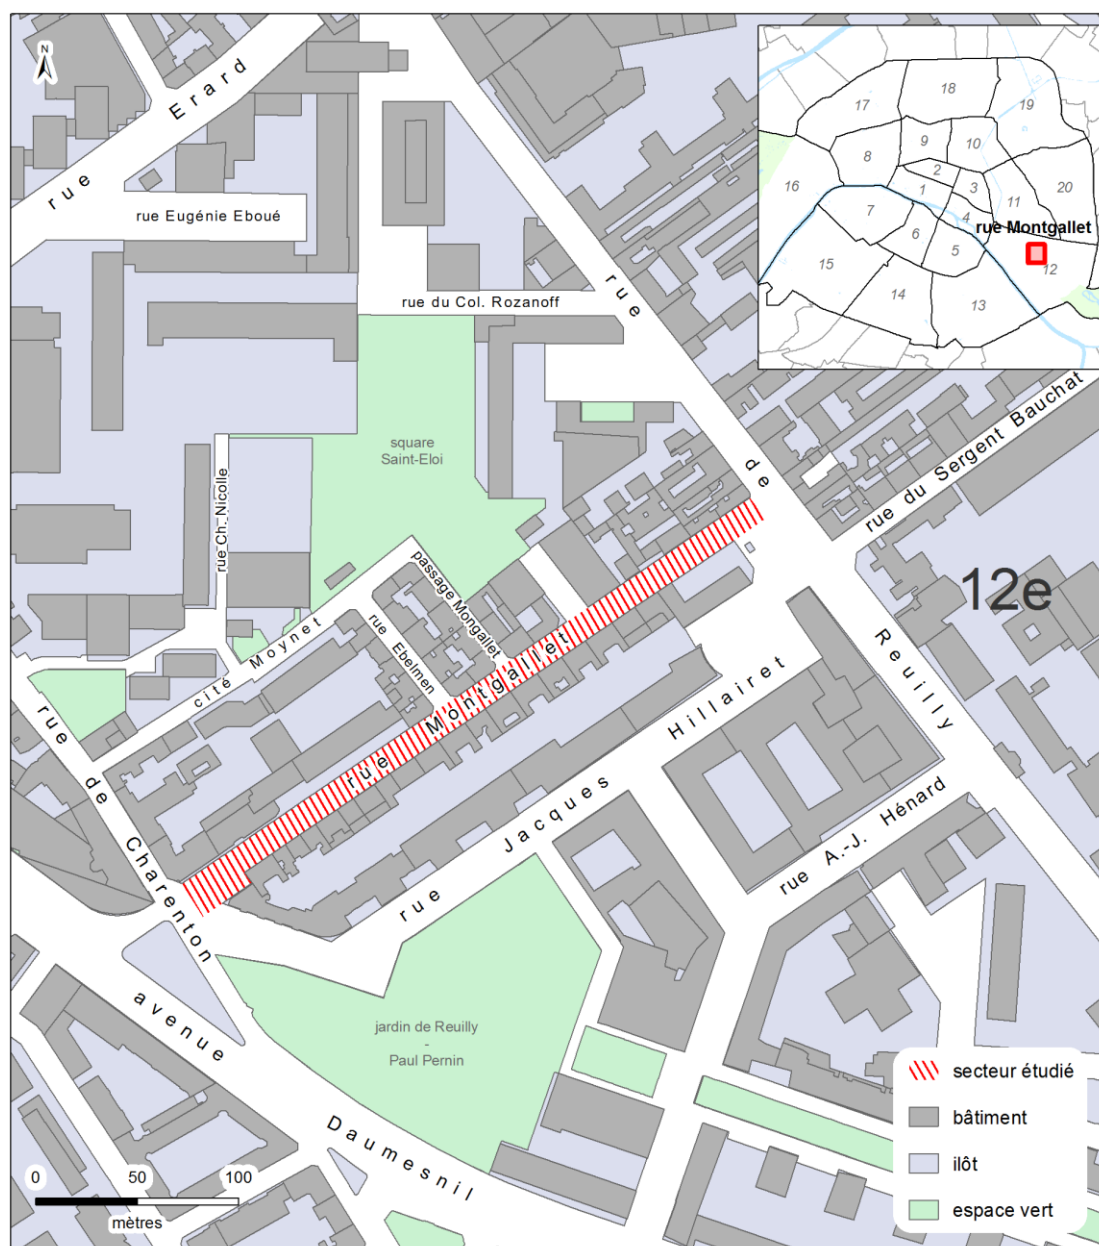 N
rue Erard
rue Eugénie Eboué
rue du Col. Rozanoff
square
Saint-Eloi
rue Ch. Nicolle
passage Mongallet
rue Ebelmen
cité Moynet
rue Montgallet
rue de Reuilly
rue du Sergent Bauchat
12e
rue Jacques Hillairet
rue A.-J. Hénard
rue de Charenton
avenue Daumesnil
jardin de Reuilly
-
Paul Pernin
0 50 100
mètres
17
18
19
8
9
10
2
16
1
3
11
20
7
4
rue Montgallet
6
5
15
12
14
13
secteur étudié
bâtiment
ilôt
espace vert